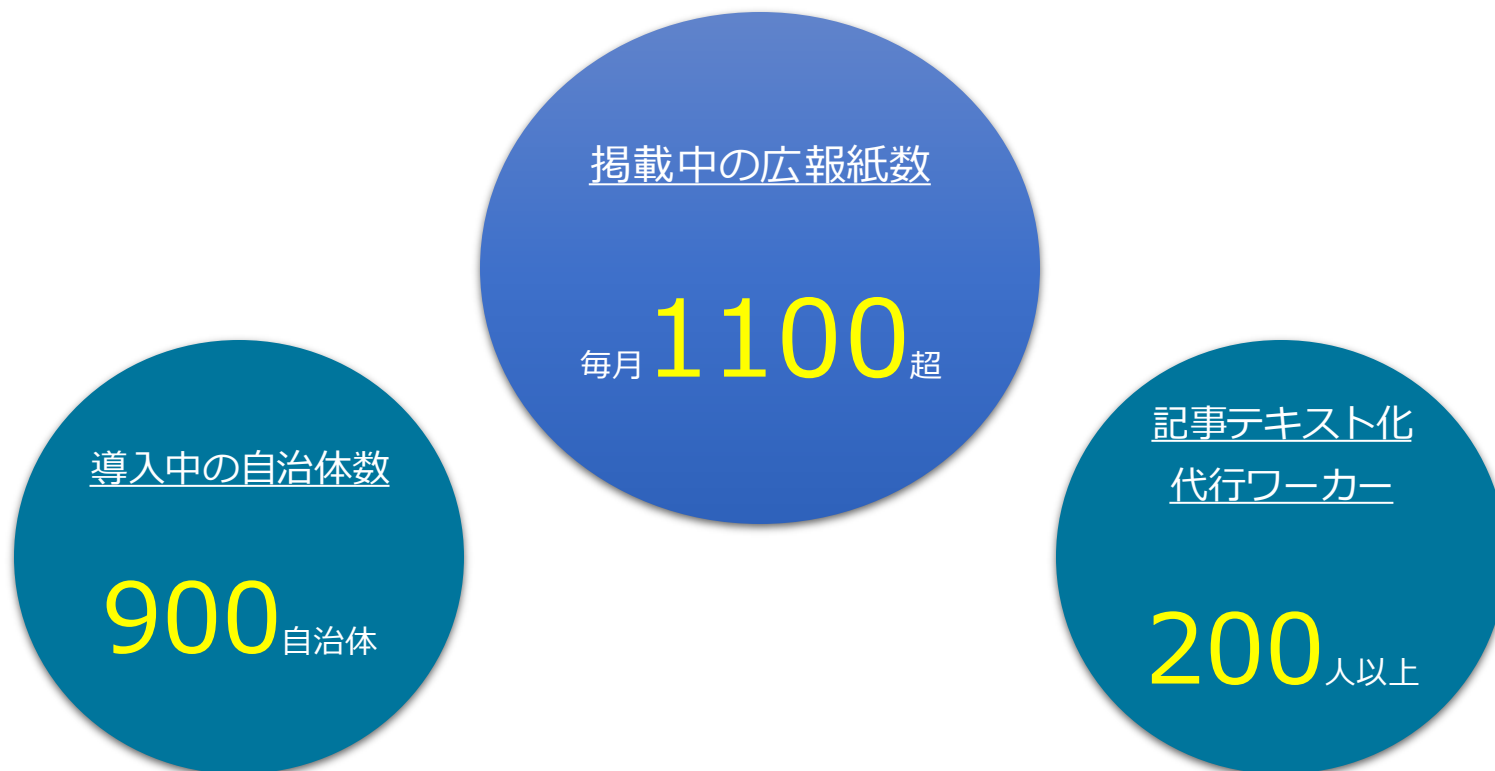 掲載中の広報紙数
毎月1100超
導入中の自治体数
900自治体
記事テキスト化
代行ワーカー
200人以上